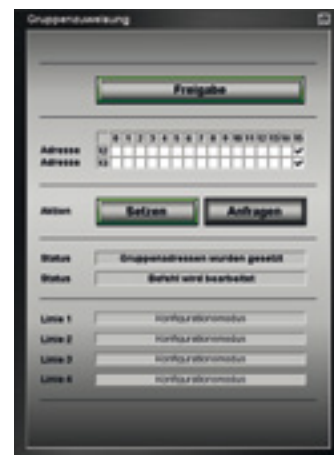 Gruppenzuweisung
Freigabe
0 1 2 3 4 5 6 7 8 9 10 11 12 13 14 15
Adresse
Adresse
Aktion Setzen Anfragen
Status Gruppenadressen wurden gesetzt
Status Befehl wird bearbeitet
Linie 1 Konfigurationsmodus
Linie 2 Konfigurationsmodus
Linie 3 Konfigurationsmodus
Linie 4 Konfigurationsmodus